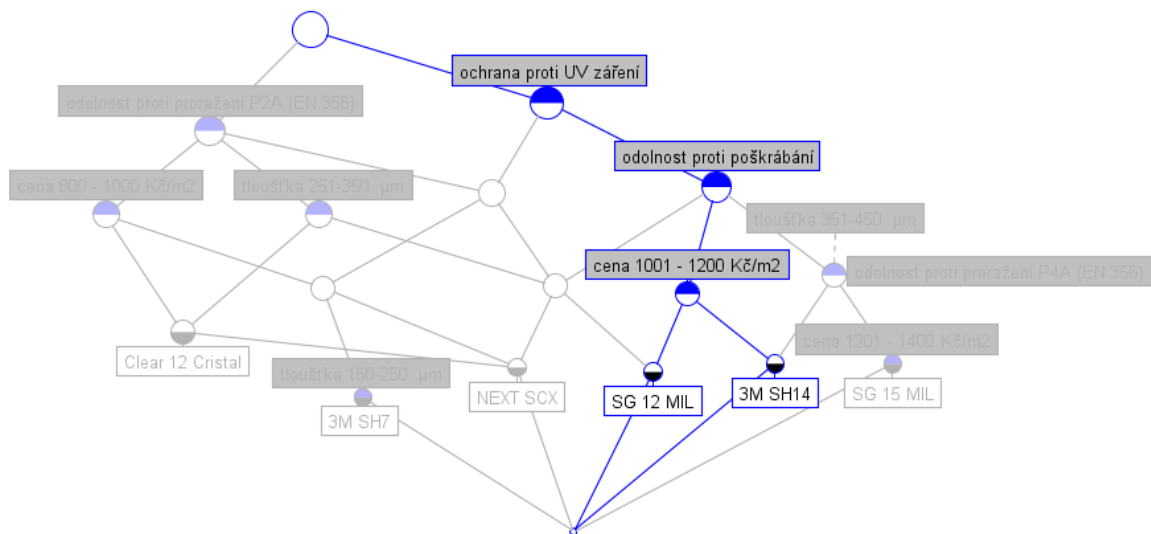 ochrana proti UV záření
odolnost proti proražení P2A (EN 356)
odolnost proti poškrábání
cena 800 - 1000 Kč/m2
tloušťka 251-350 µm
tloušťka 351-450 µm
cena 1001 - 1200 Kč/m2
odolnost proti proražení P4A (EN 356)
cena 1201 - 1400 Kč/m2
Clear 12 Cristal
tloušťka 150-250 µm
NEXT SCX
SG 12 MIL
3M SH14
SG 15 MIL
3M SH7